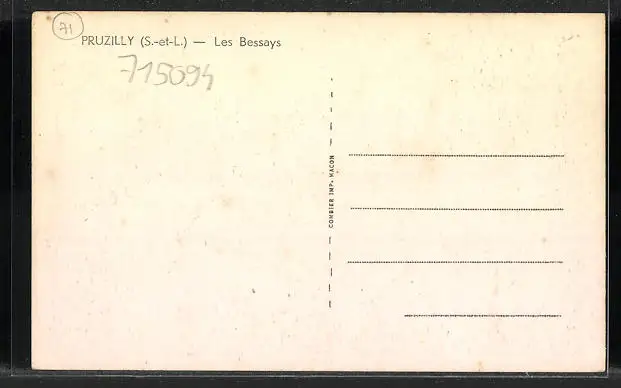 71
PRUZILLY (S.-et-L.) — Les Bessays
715094
COMBIER IMP. MACON